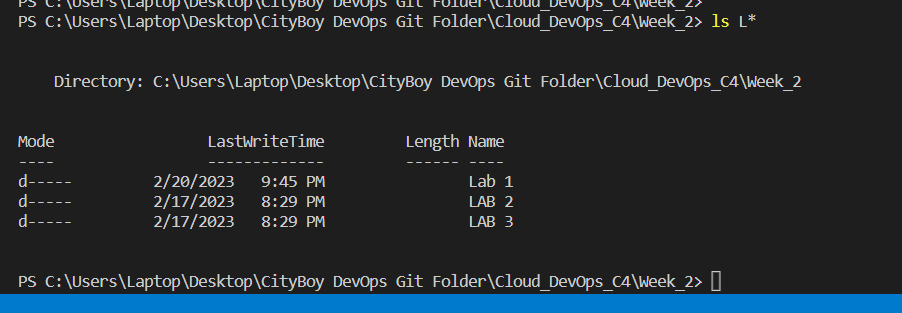 PS C:\Users\Laptop\Desktop\CityBoy DevOps Git Folder\Cloud_DevOps_C4\Week_2>
PS C:\Users\Laptop\Desktop\CityBoy DevOps Git Folder\Cloud_DevOps_C4\Week_2> ls L*
Directory: C:\Users\Laptop\Desktop\CityBoy DevOps Git Folder\Cloud_DevOps_C4\Week_2
Mode LastWriteTime Length Name
---- ------------- ------ ----
d----- 2/20/2023 9:45 PM Lab 1
d----- 2/17/2023 8:29 PM LAB 2
d----- 2/17/2023 8:29 PM LAB 3
PS C:\Users\Laptop\Desktop\CityBoy DevOps Git Folder\Cloud_DevOps_C4\Week_2>